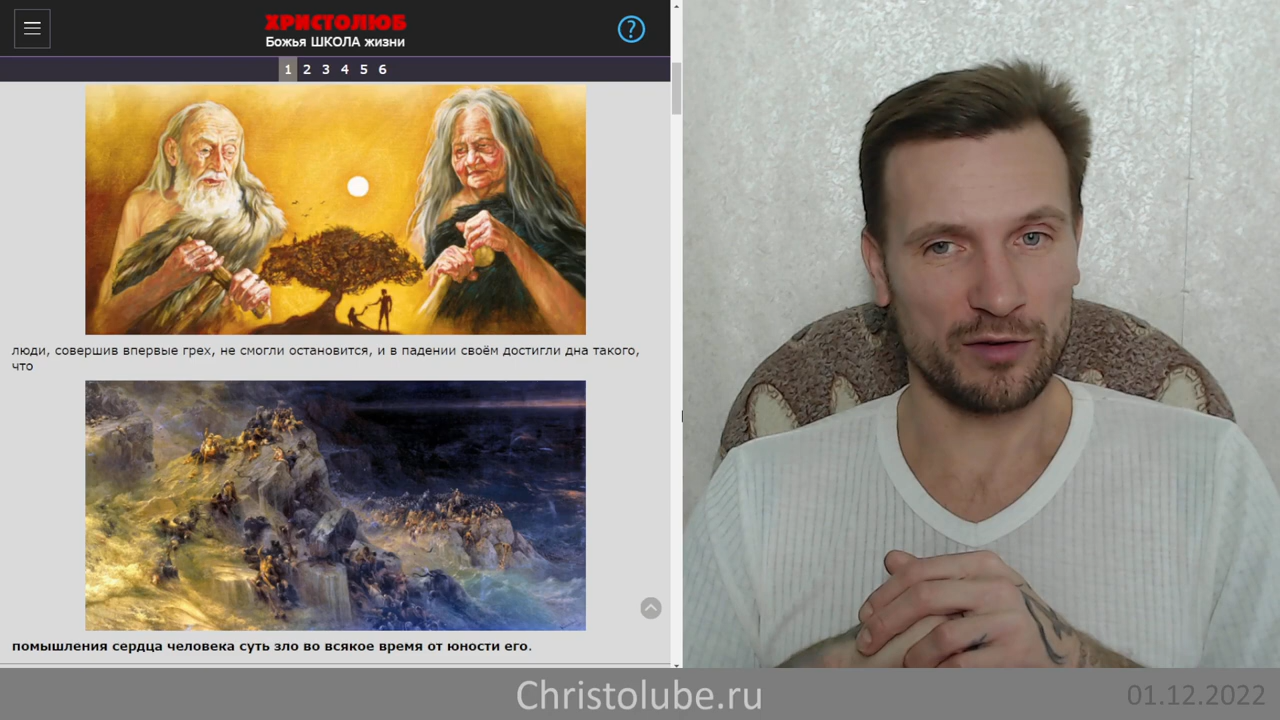 ХРИСТОЛЮБ
Божья ШКОЛА жизни
?
1 2 3 4 5 6
люди, совершив впервые грех, не смогли остановится, и в падении своём достигли дна такого,
что
помышления сердца человека суть зло во всякое время от юности его.
Christolube.ru
01.12.2022